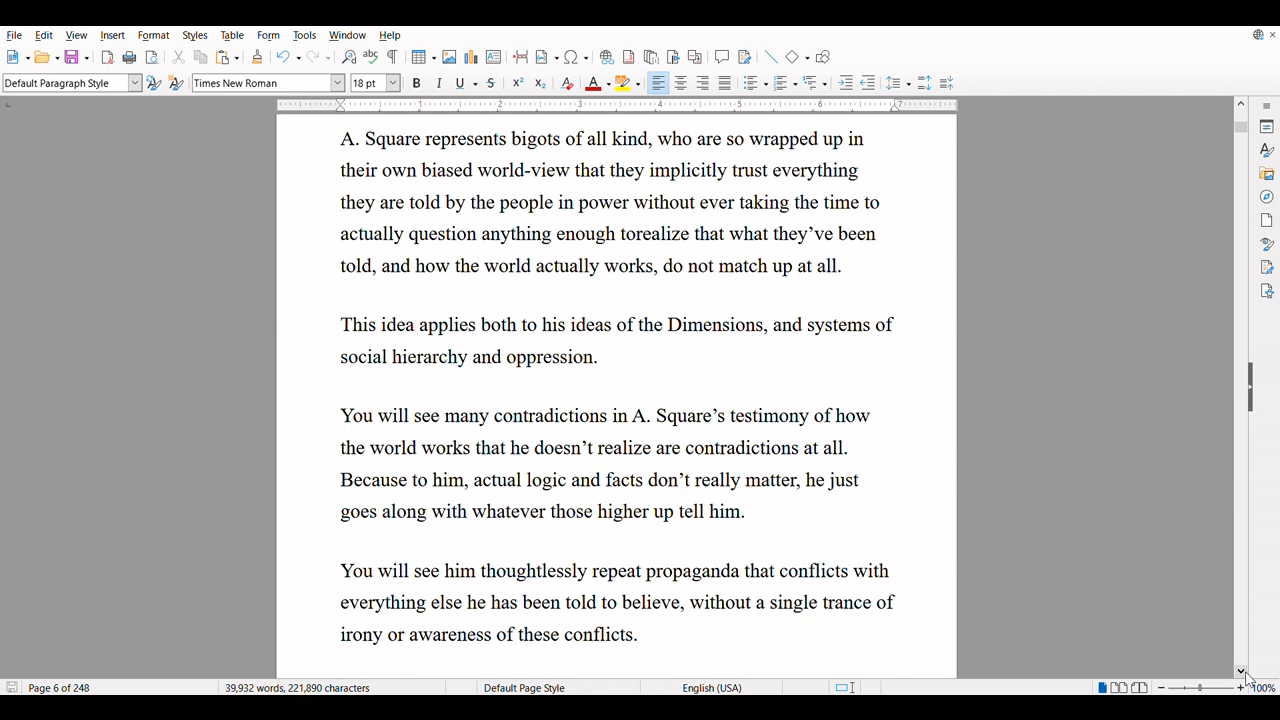 File Edit View Insert Format Styles Table Form Tools Window Help
Default Paragraph Style Times New Roman 18 pt
1 2 3 4 5 6 7
A. Square represents bigots of all kind, who are so wrapped up in
their own biased world-view that they implicitly trust everything
they are told by the people in power without ever taking the time to
actually question anything enough torealize that what they’ve been
told, and how the world actually works, do not match up at all.
This idea applies both to his ideas of the Dimensions, and systems of
social hierarchy and oppression.
You will see many contradictions in A. Square’s testimony of how
the world works that he doesn’t realize are contradictions at all.
Because to him, actual logic and facts don’t really matter, he just
goes along with whatever those higher up tell him.
You will see him thoughtlessly repeat propaganda that conflicts with
everything else he has been told to believe, without a single trance of
irony or awareness of these conflicts.
Page 6 of 248 39,932 words, 221,890 characters Default Page Style English (USA) 100%